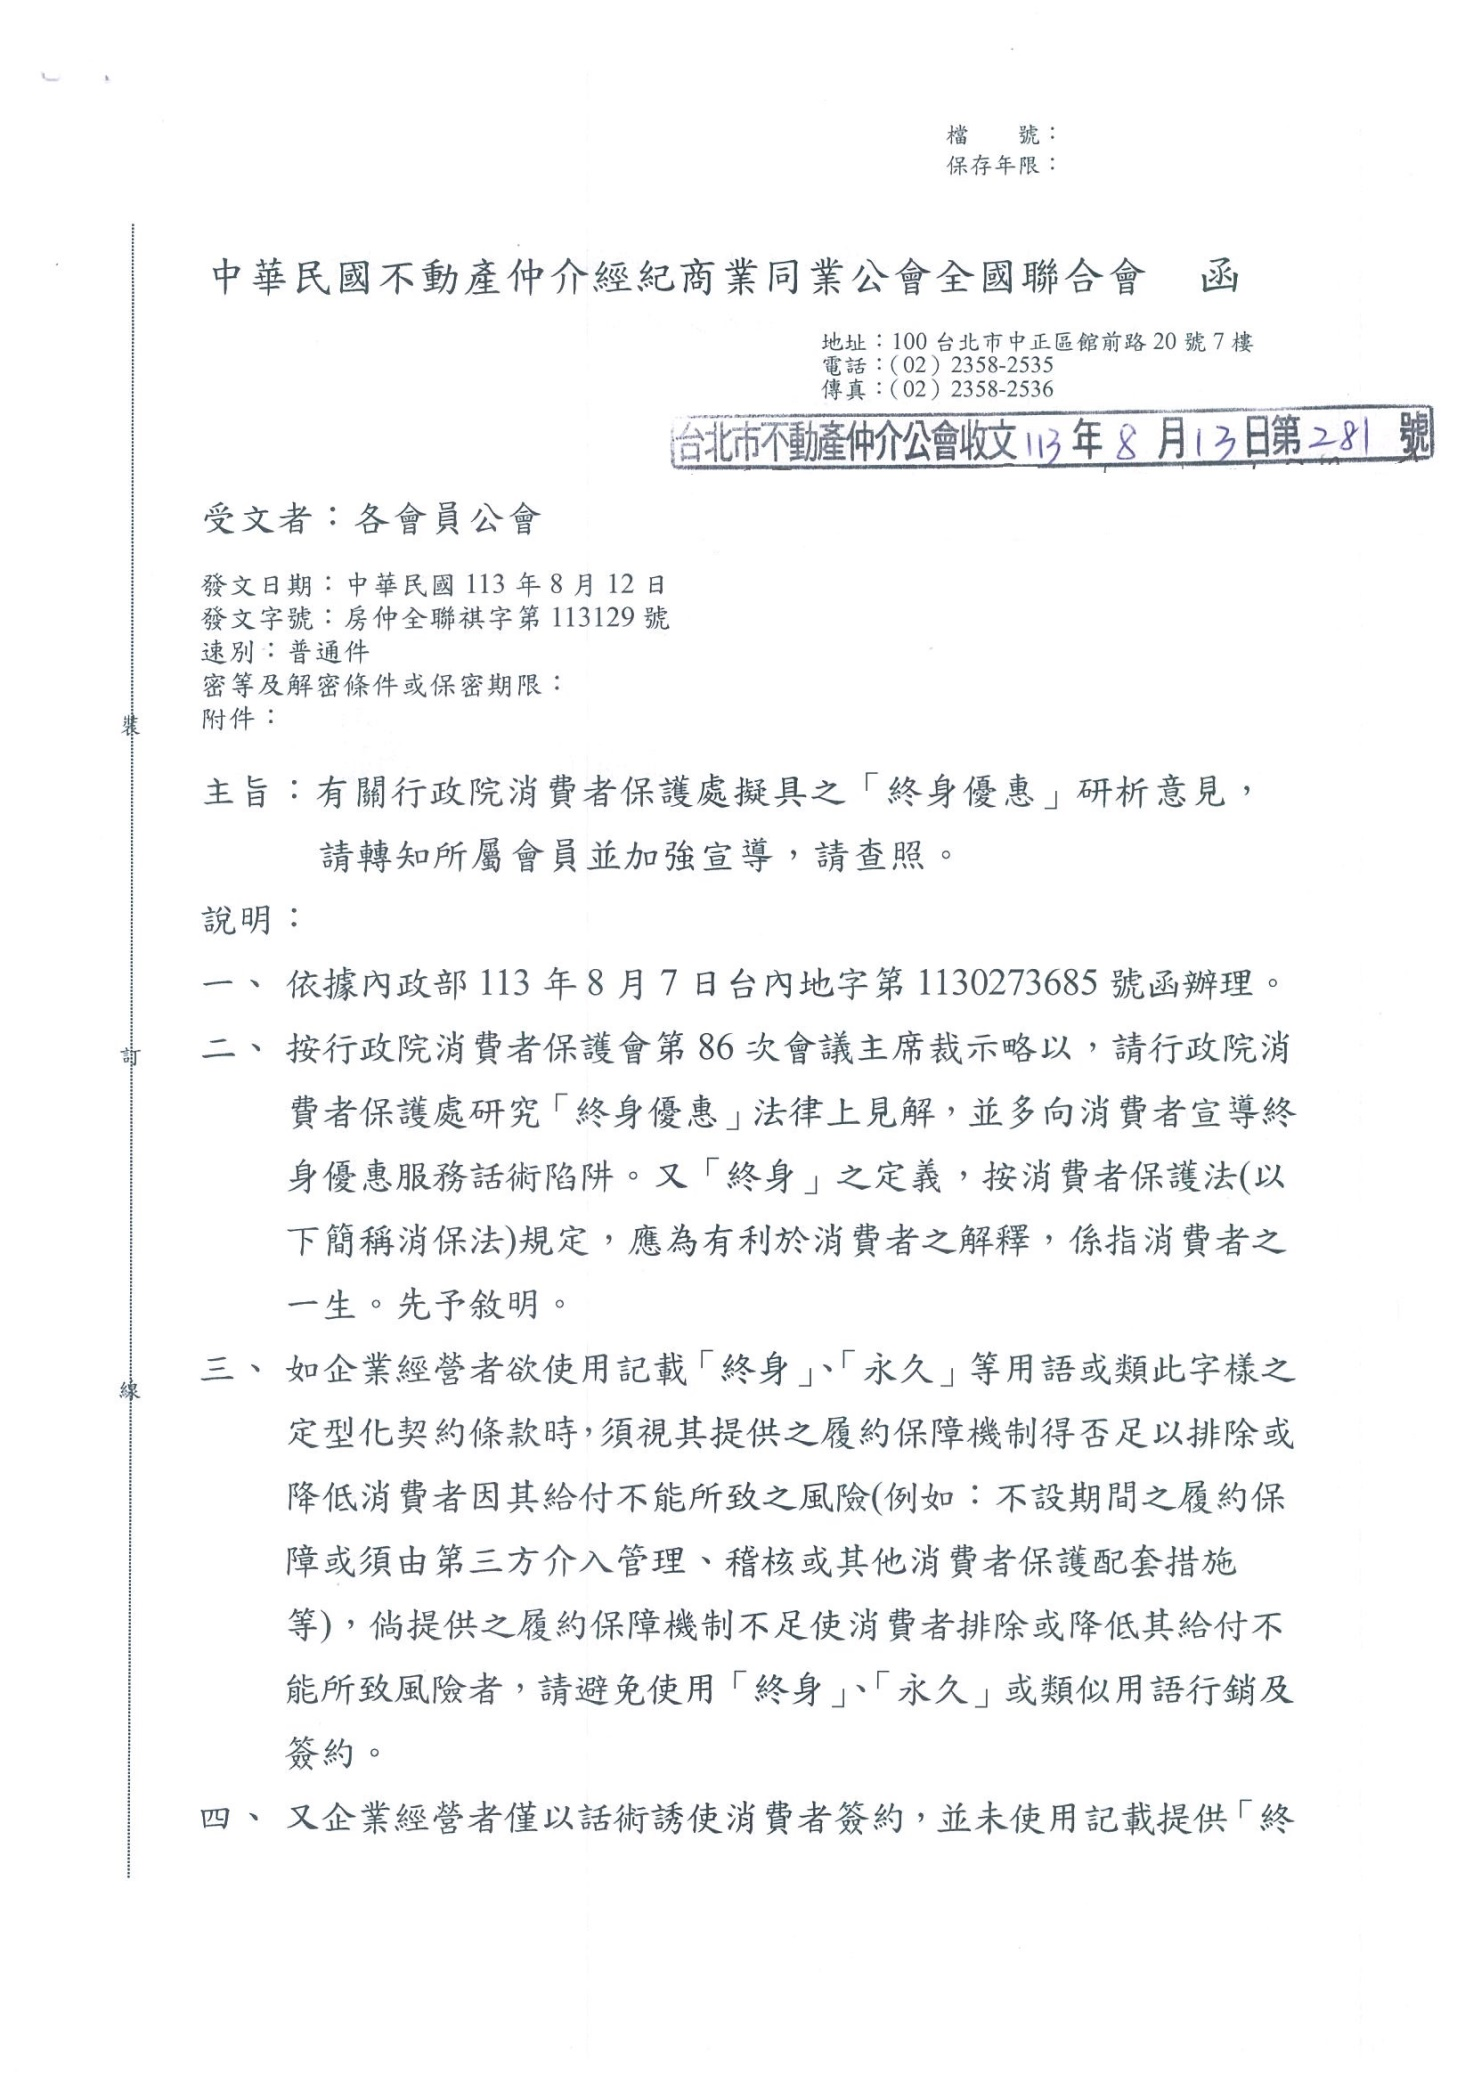 檔　　號：
保存年限：
中華民國不動產仲介經紀商業同業公會全國聯合會　函
地址：100 台北市中正區館前路 20 號 7 樓
電話：(02) 2358-2535
傳真：(02) 2358-2536
台北市不動產仲介公會收文 113 年 8 月 13 日第 281 號
受文者：各會員公會
發文日期：中華民國 113 年 8 月 12 日
發文字號：房仲全聯祺字第 113129 號
速別：普通件
密等及解密條件或保密期限：
附件：
主旨：有關行政院消費者保護處擬具之「終身優惠」研析意見，
請轉知所屬會員並加強宣導，請查照。
說明：
一、依據內政部 113 年 8 月 7 日台內地字第 1130273685 號函辦理。
二、按行政院消費者保護會第 86 次會議主席裁示略以，請行政院消
費者保護處研究「終身優惠」法律上見解，並多向消費者宣導終
身優惠服務話術陷阱。又「終身」之定義，按消費者保護法(以
下簡稱消保法)規定，應為有利於消費者之解釋，係指消費者之
一生。先予敘明。
三、如企業經營者欲使用記載「終身」、「永久」等用語或類此字樣之
定型化契約條款時，須視其提供之履約保障機制得否足以排除或
降低消費者因其給付不能所致之風險(例如：不設期間之履約保
障或須由第三方介入管理、稽核或其他消費者保護配套措施
等)，倘提供之履約保障機制不足使消費者排除或降低其給付不
能所致風險者，請避免使用「終身」、「永久」或類似用語行銷及
簽約。
四、又企業經營者僅以話術誘使消費者簽約，並未使用記載提供「終
裝
訂
線